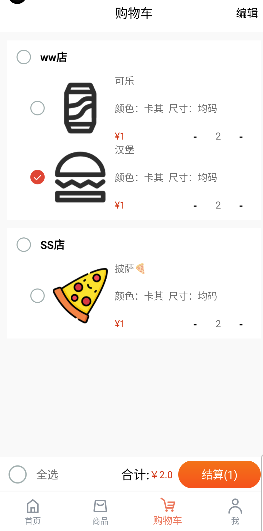 购物车 编辑
ww店
可乐
颜色：卡其 尺寸：均码
¥1 - 2 -
汉堡
颜色：卡其 尺寸：均码
¥1 - 2 -
SS店
披萨🍕
颜色：卡其 尺寸：均码
¥1 - 2 -
全选 合计:¥2.0 结算(1)
首页 商品 购物车 我